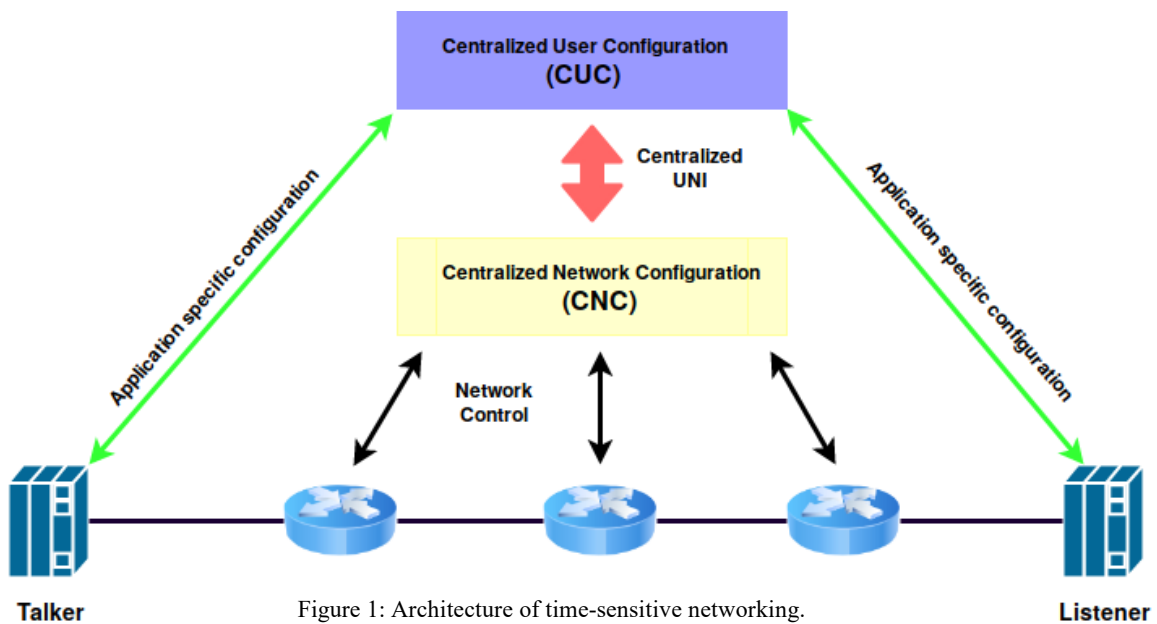 Centralized User Configuration
(CUC)
Centralized
UNI
Application specific configuration
Application specific configuration
Centralized Network Configuration
(CNC)
Network
Control
Talker
Listener
Figure 1: Architecture of time-sensitive networking.